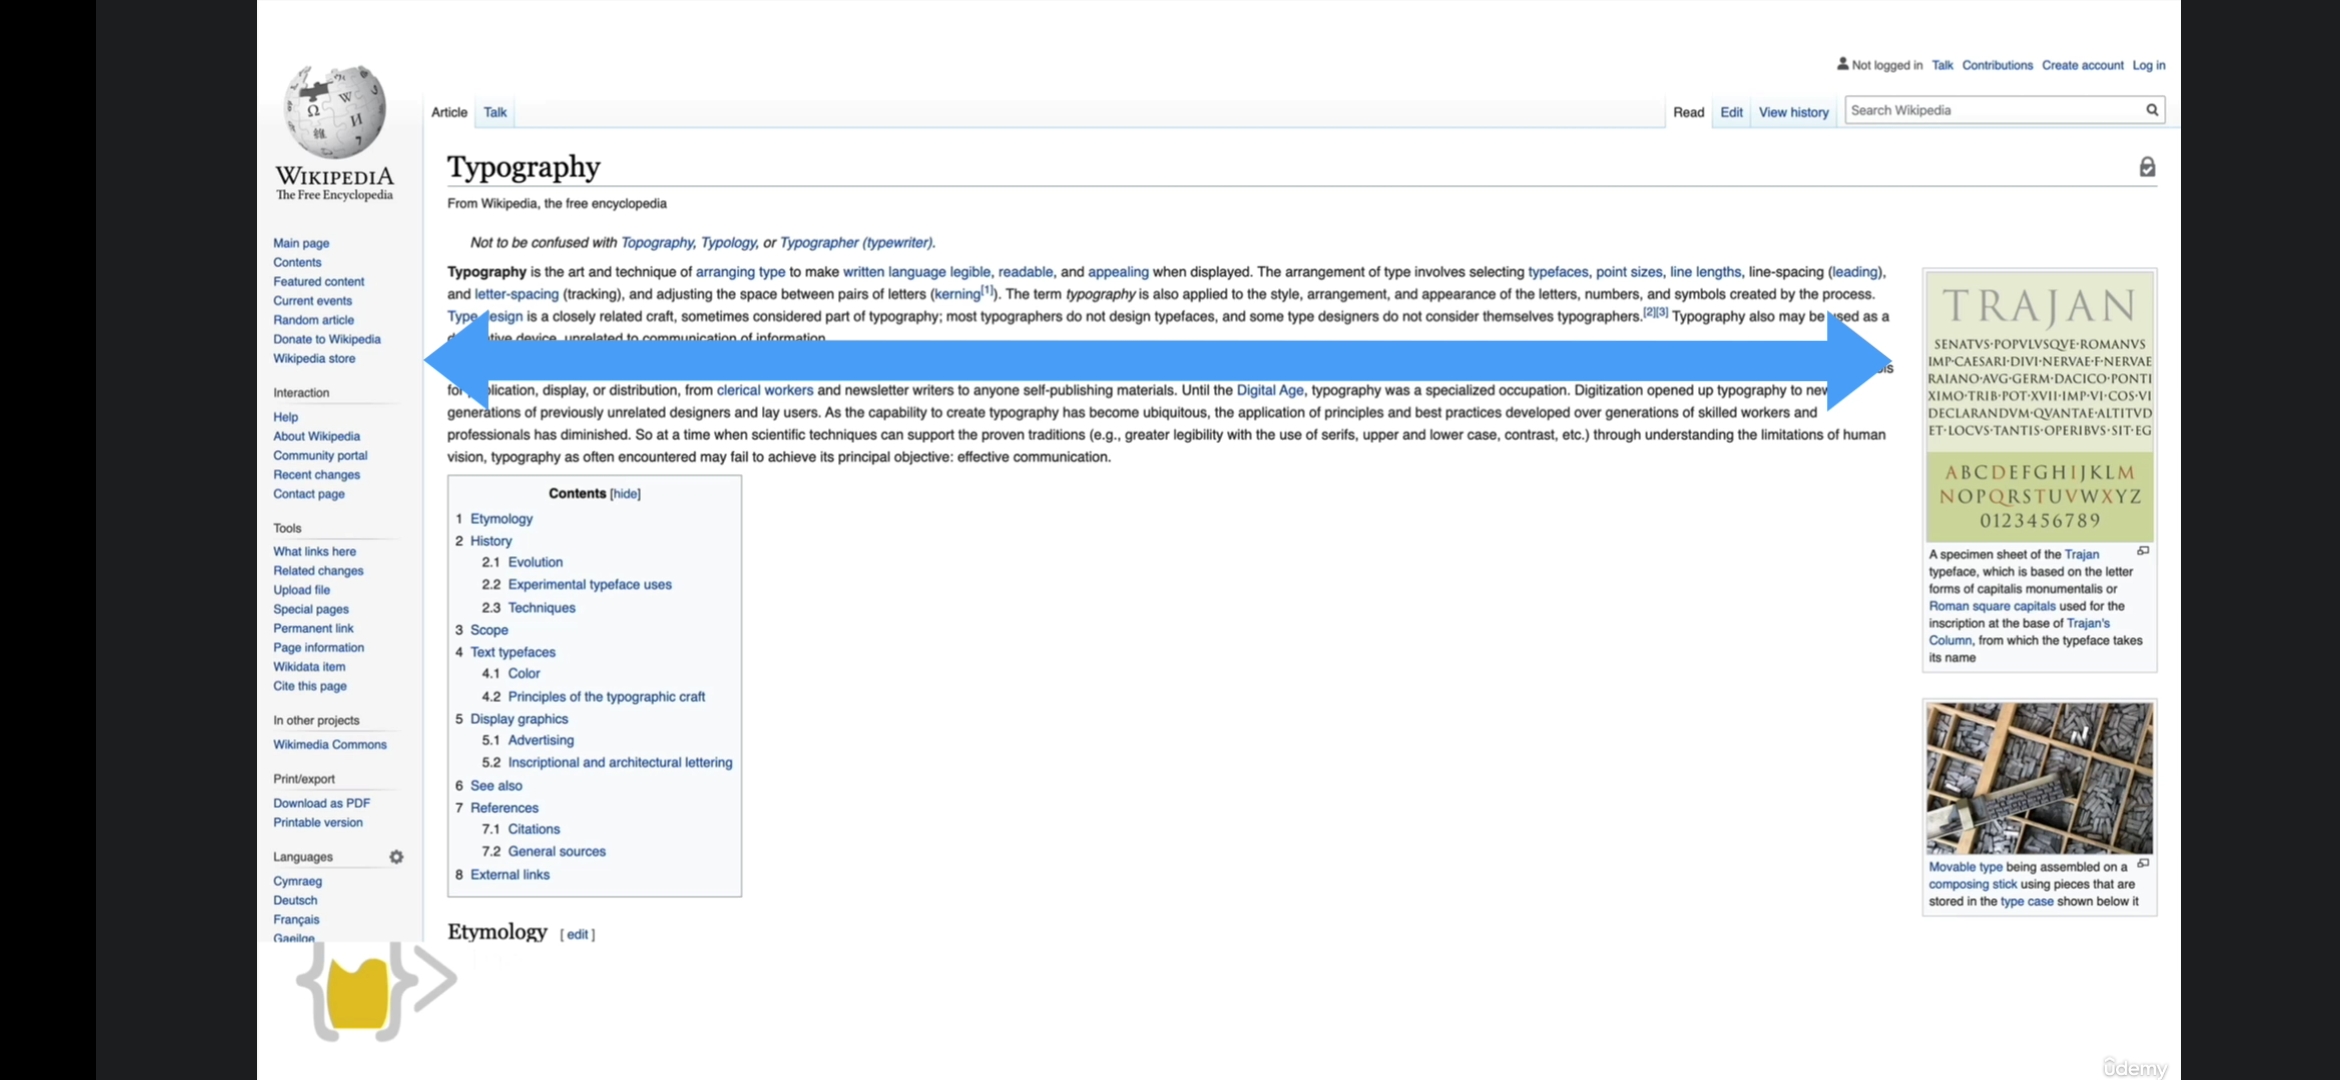 Not logged in Talk Contributions Create account Log in
Article Talk Read Edit View history Search Wikipedia
WIKIPEDIA
The Free Encyclopedia
Main page
Contents
Featured content
Current events
Random article
Donate to Wikipedia
Wikipedia store
Interaction
Help
About Wikipedia
Community portal
Recent changes
Contact page
Tools
What links here
Related changes
Upload file
Special pages
Permanent link
Page information
Wikidata item
Cite this page
In other projects
Wikimedia Commons
Print/export
Download as PDF
Printable version
Languages
Cymraeg
Deutsch
Français
Gaeilge
Typography
From Wikipedia, the free encyclopedia
Not to be confused with Topography, Typology, or Typographer (typewriter).
Typography is the art and technique of arranging type to make written language legible, readable, and appealing when displayed. The arrangement of type involves selecting typefaces, point sizes, line lengths, line-spacing (leading),
and letter-spacing (tracking), and adjusting the space between pairs of letters (kerning[1]). The term typography is also applied to the style, arrangement, and appearance of the letters, numbers, and symbols created by the process.
Type is a closely related craft, sometimes considered part of typography; most typographers do not design typefaces, and some type designers do not consider themselves typographers.[2][3] Typography also may be used as a
device, unrelated to communication of information
for display, or distribution, from clerical workers and newsletter writers to anyone self-publishing materials. Until the Digital Age, typography was a specialized occupation. Digitization opened up typography to new
generations of previously unrelated designers and lay users. As the capability to create typography has become ubiquitous, the application of principles and best practices developed over generations of skilled workers and
professionals has diminished. So at a time when scientific techniques can support the proven traditions (e.g., greater legibility with the use of serifs, upper and lower case, contrast, etc.) through understanding the limitations of human
vision, typography as often encountered may fail to achieve its principal objective: effective communication.
Contents [hide]
1 Etymology
2 History
2.1 Evolution
2.2 Experimental typeface uses
2.3 Techniques
3 Scope
4 Text typefaces
4.1 Color
4.2 Principles of the typographic craft
5 Display graphics
5.1 Advertising
5.2 Inscriptional and architectural lettering
6 See also
7 References
7.1 Citations
7.2 General sources
8 External links
Etymology [ edit ]
TRAJAN
SENATVS·POPVLVSQVE·ROMANVS
IMP·CAESARI·DIVI·NERVAE·F·NERVAE
RAIANO·AVG·GERM·DACICO·PONTI
XIMO·TRIB·POT·XVII·IMP·VI·COS·VI
DECLARANDVM·QVANTAE·ALTITVD
ET·LOCVS·TANTIS·OPERIBVS·SIT·EG
ABCDEFGHIJKLM
NOPQRSTUVWXYZ
0123456789
A specimen sheet of the Trajan
typeface, which is based on the letter
forms of capitalis monumentalis or
Roman square capitals used for the
inscription at the base of Trajan's
Column, from which the typeface takes
its name
Movable type being assembled on a
composing stick using pieces that are
stored in the type case shown below it
ûdemy